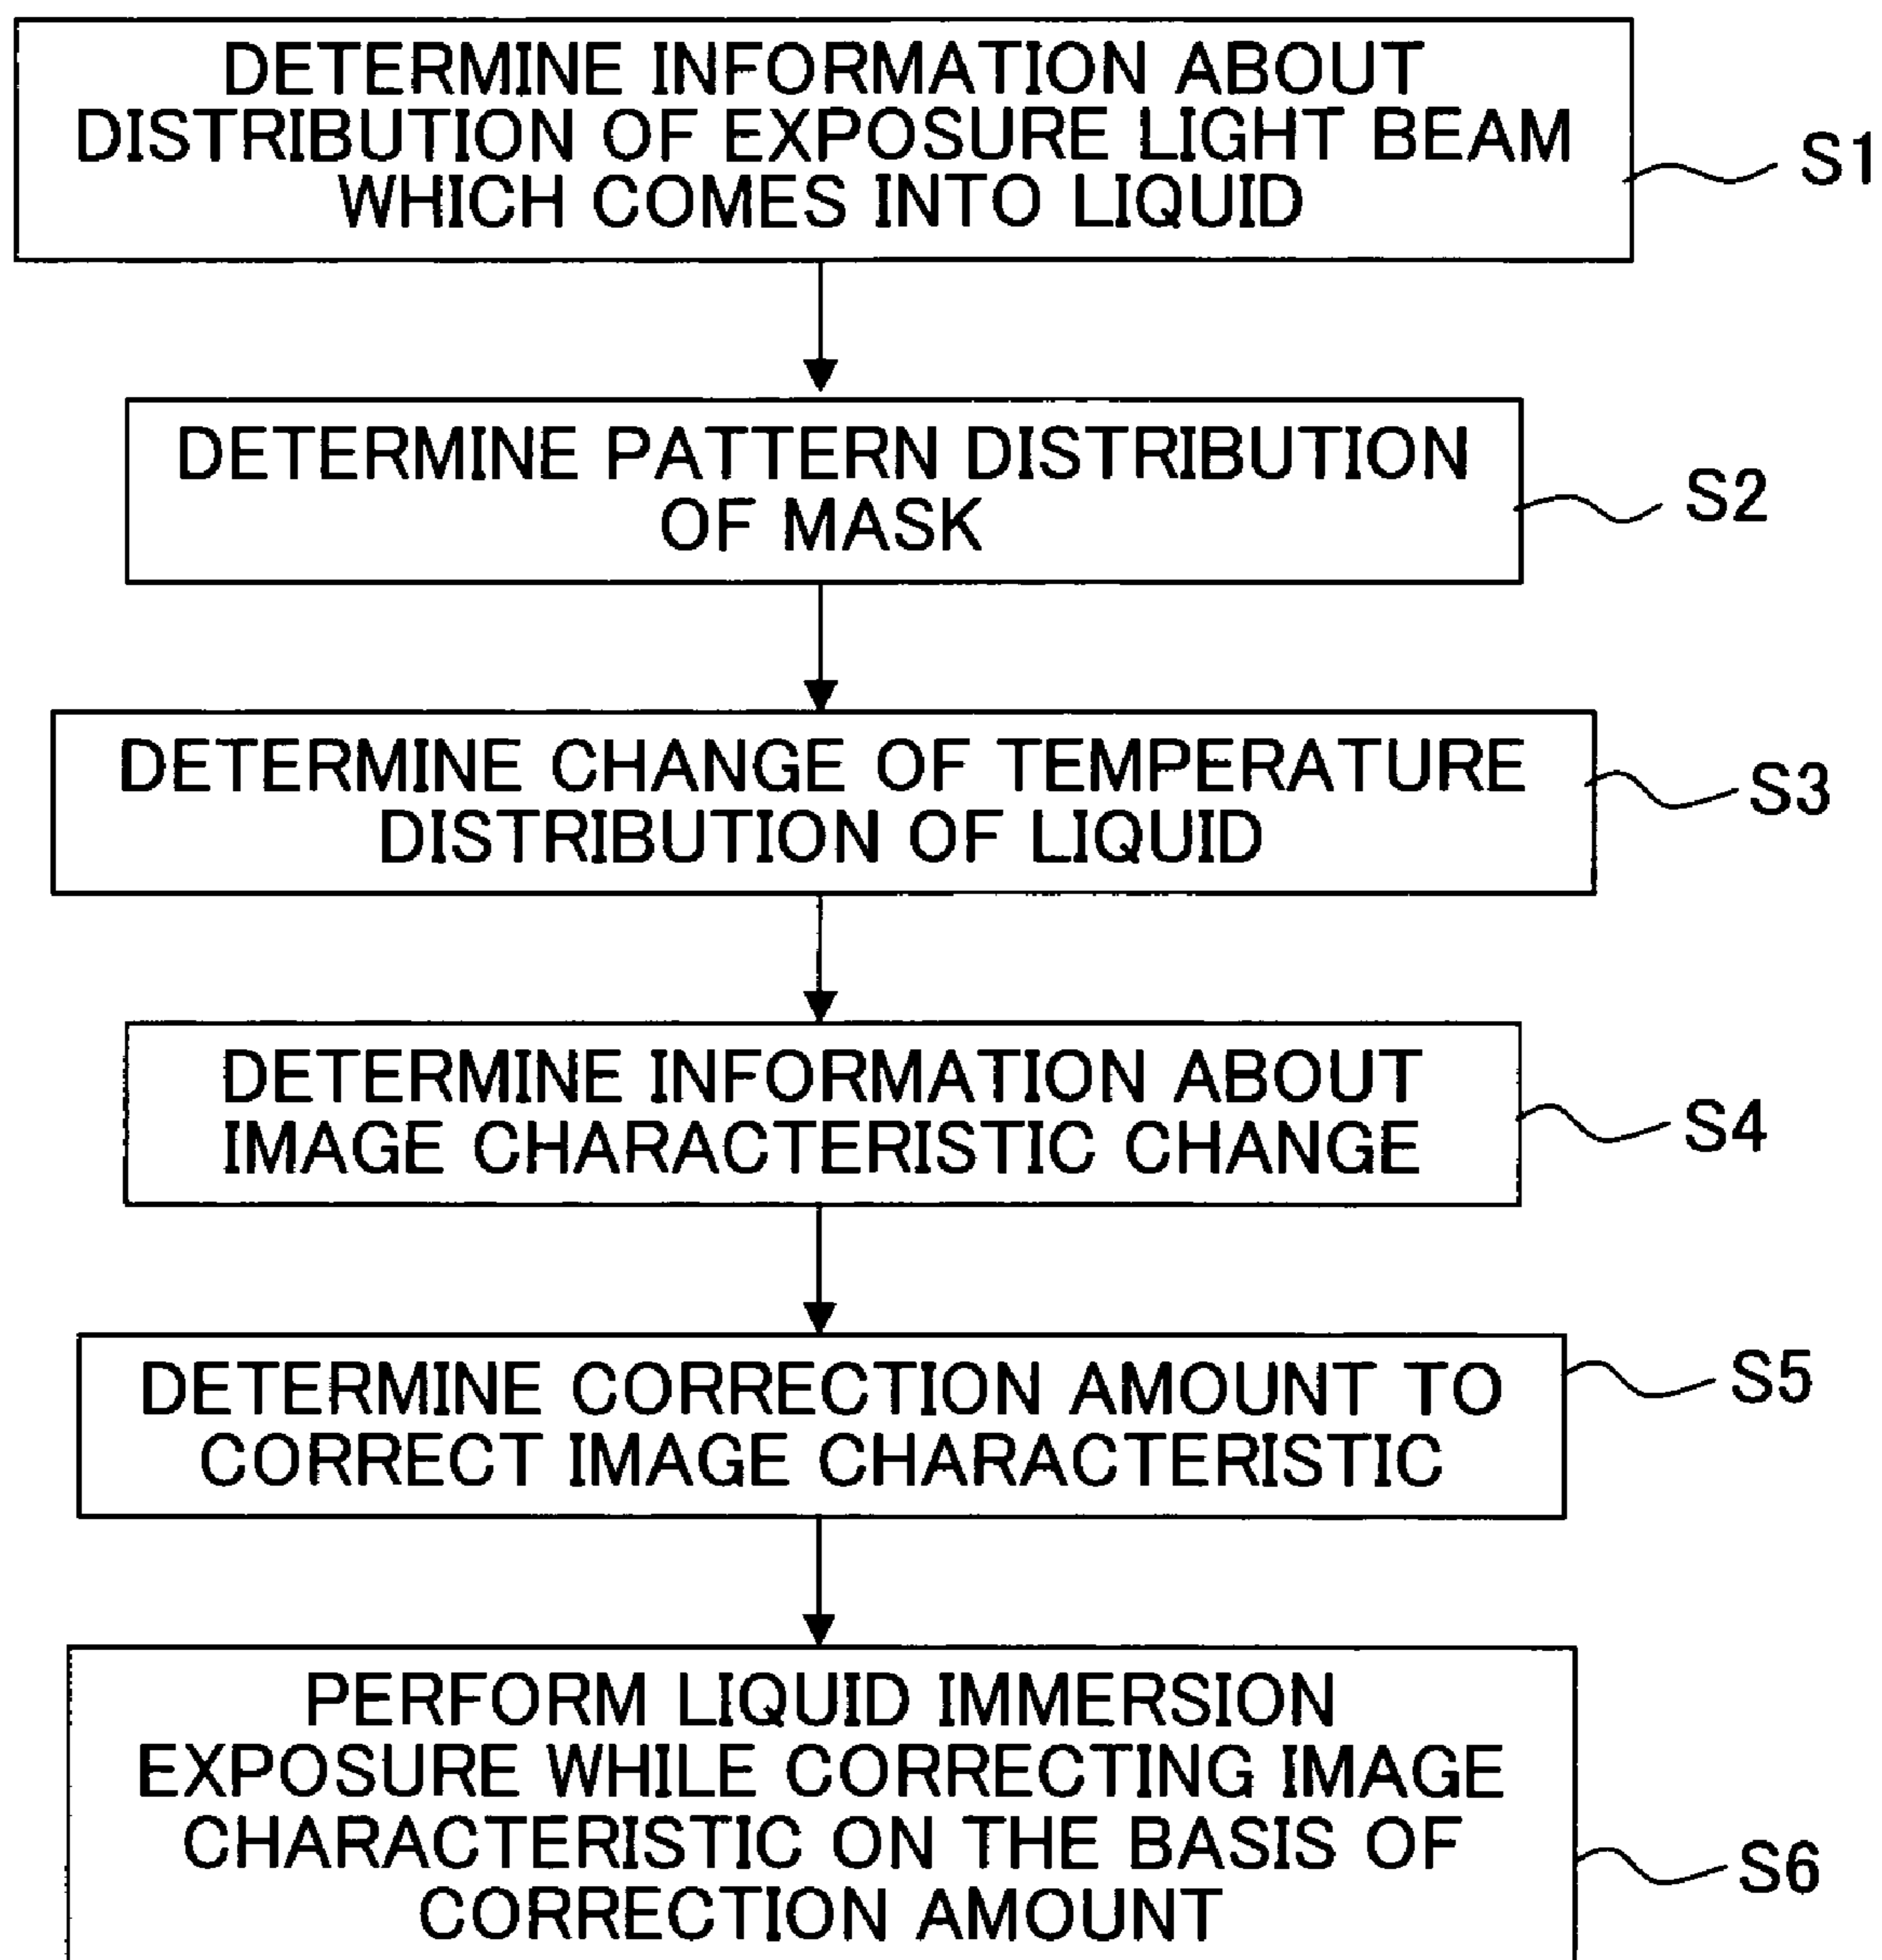 DETERMINE INFORMATION ABOUT
DISTRIBUTION OF EXPOSURE LIGHT BEAM
WHICH COMES INTO LIQUID
S1
DETERMINE PATTERN DISTRIBUTION
OF MASK
S2
DETERMINE CHANGE OF TEMPERATURE
DISTRIBUTION OF LIQUID
S3
DETERMINE INFORMATION ABOUT
IMAGE CHARACTERISTIC CHANGE
S4
DETERMINE CORRECTION AMOUNT TO
CORRECT IMAGE CHARACTERISTIC
S5
PERFORM LIQUID IMMERSION
EXPOSURE WHILE CORRECTING IMAGE
CHARACTERISTIC ON THE BASIS OF
CORRECTION AMOUNT
S6